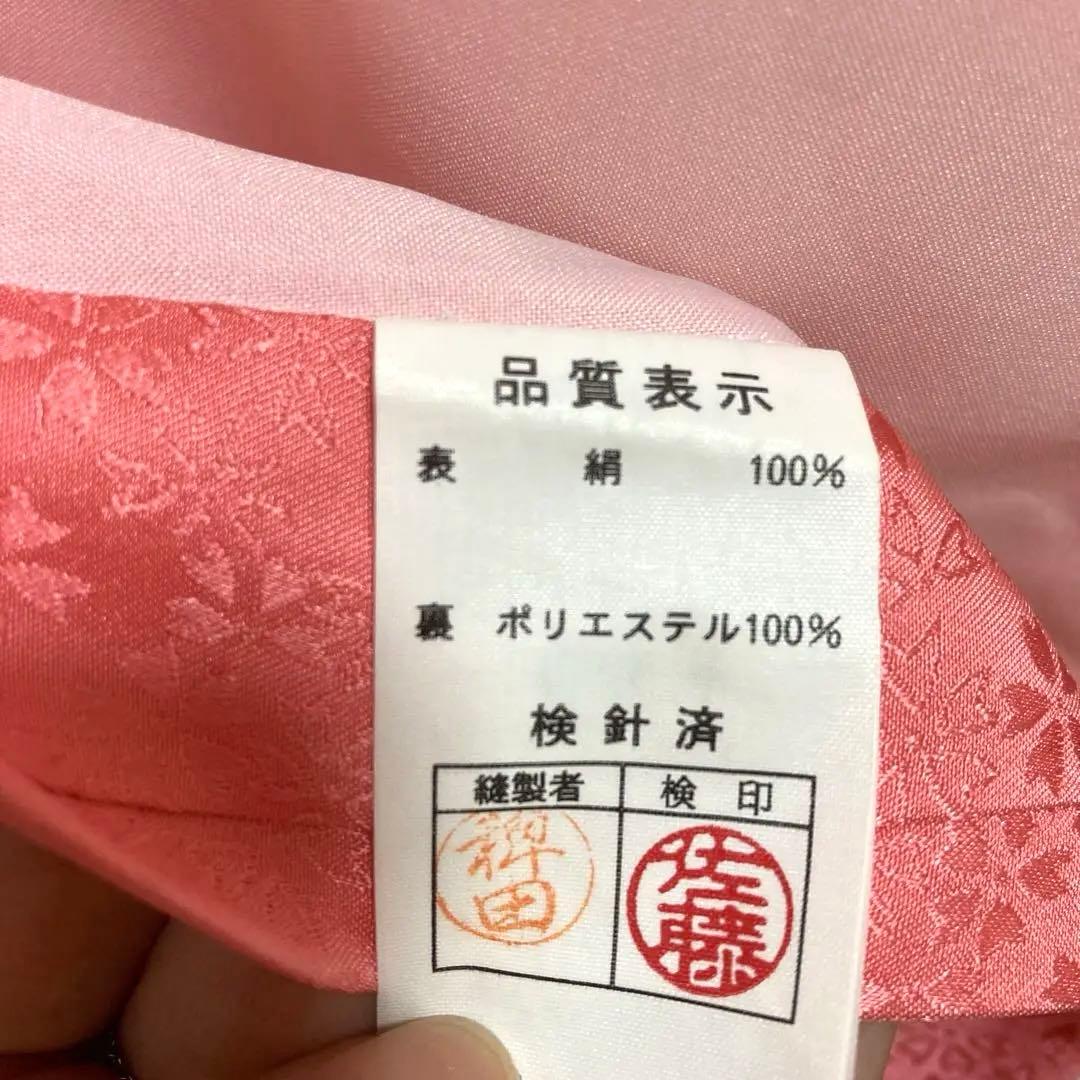 品質表示
表 絹 100%
裏 ポリエステル100%
検針済
縫製者 検印
田
佐藤